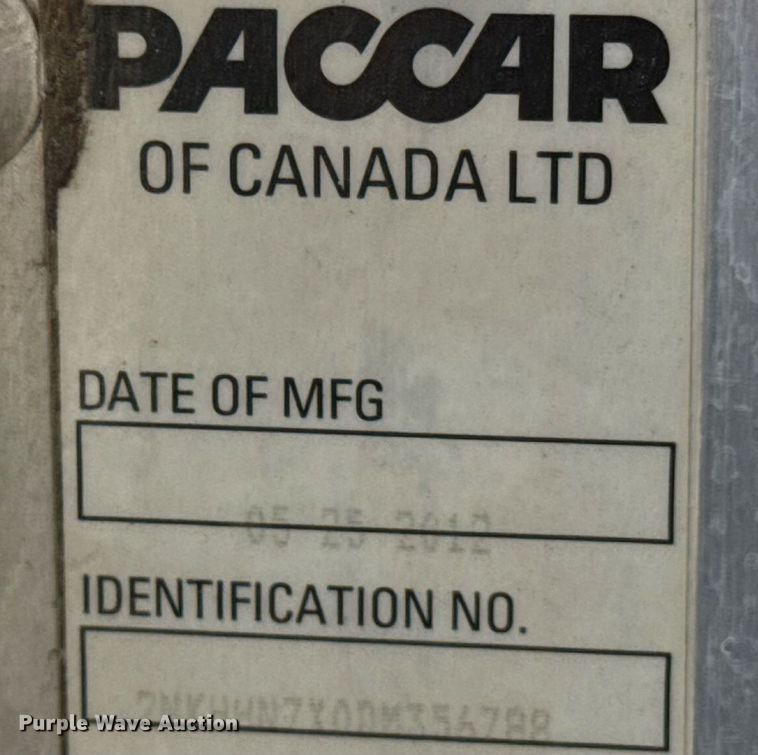 PACCAR
OF CANADA LTD
DATE OF MFG
05 25 2012
IDENTIFICATION NO.
Purple Wave Auction